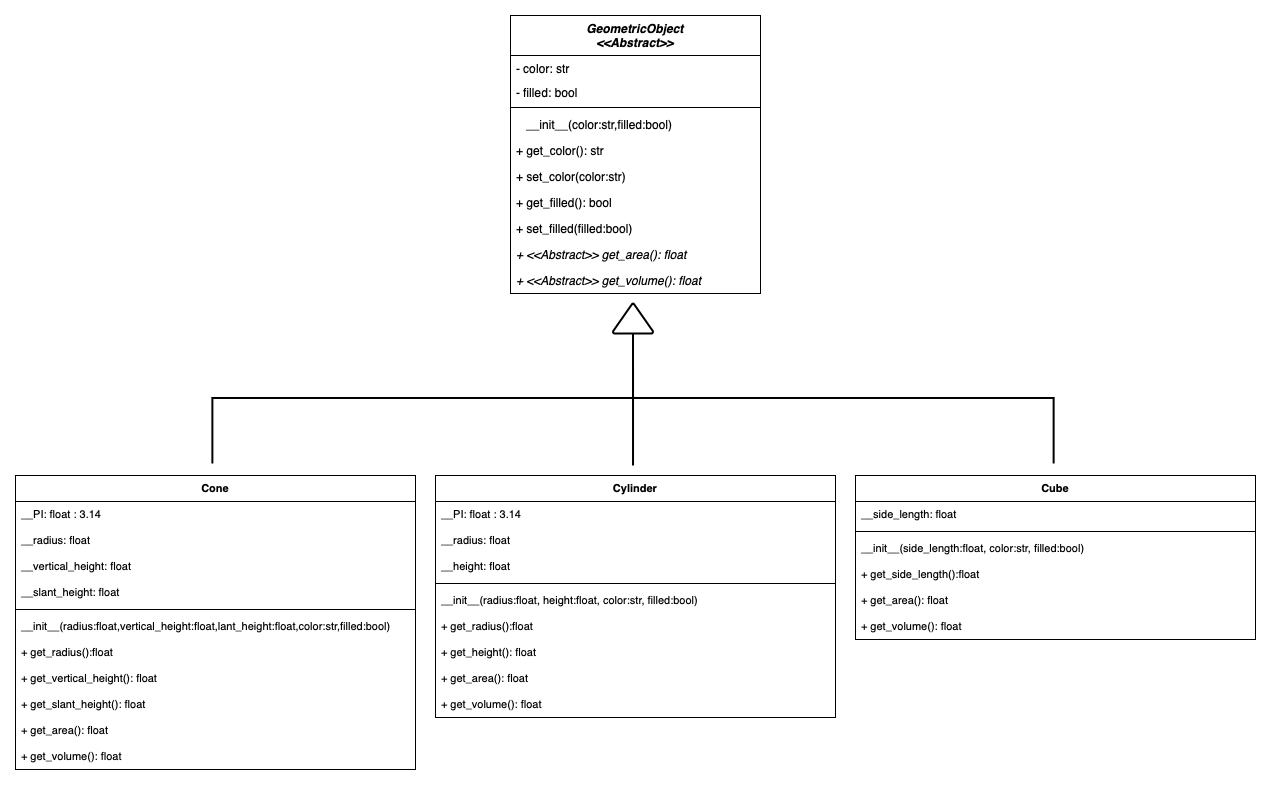 GeometricObject
<<Abstract>>
- color: str
- filled: bool
__init__(color:str,filled:bool)
+ get_color(): str
+ set_color(color:str)
+ get_filled(): bool
+ set_filled(filled:bool)
+ <<Abstract>> get_area(): float
+ <<Abstract>> get_volume(): float
Cone
__PI: float : 3.14
__radius: float
__vertical_height: float
__slant_height: float
__init__(radius:float,vertical_height:float,lant_height:float,color:str,filled:bool)
+ get_radius():float
+ get_vertical_height(): float
+ get_slant_height(): float
+ get_area(): float
+ get_volume(): float
Cylinder
__PI: float : 3.14
__radius: float
__height: float
__init__(radius:float, height:float, color:str, filled:bool)
+ get_radius():float
+ get_height(): float
+ get_area(): float
+ get_volume(): float
Cube
__side_length: float
__init__(side_length:float, color:str, filled:bool)
+ get_side_length():float
+ get_area(): float
+ get_volume(): float